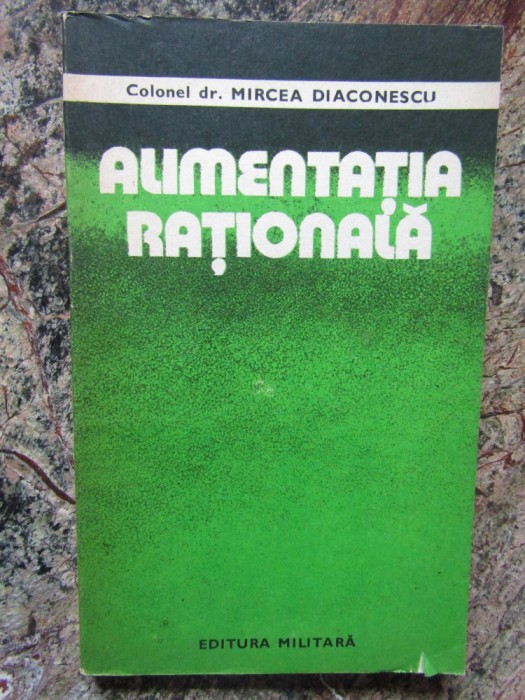 Colonel dr. MIRCEA DIACONESCU
ALIMENTAȚIA
RAȚIONALĂ
EDITURA MILITARĂ